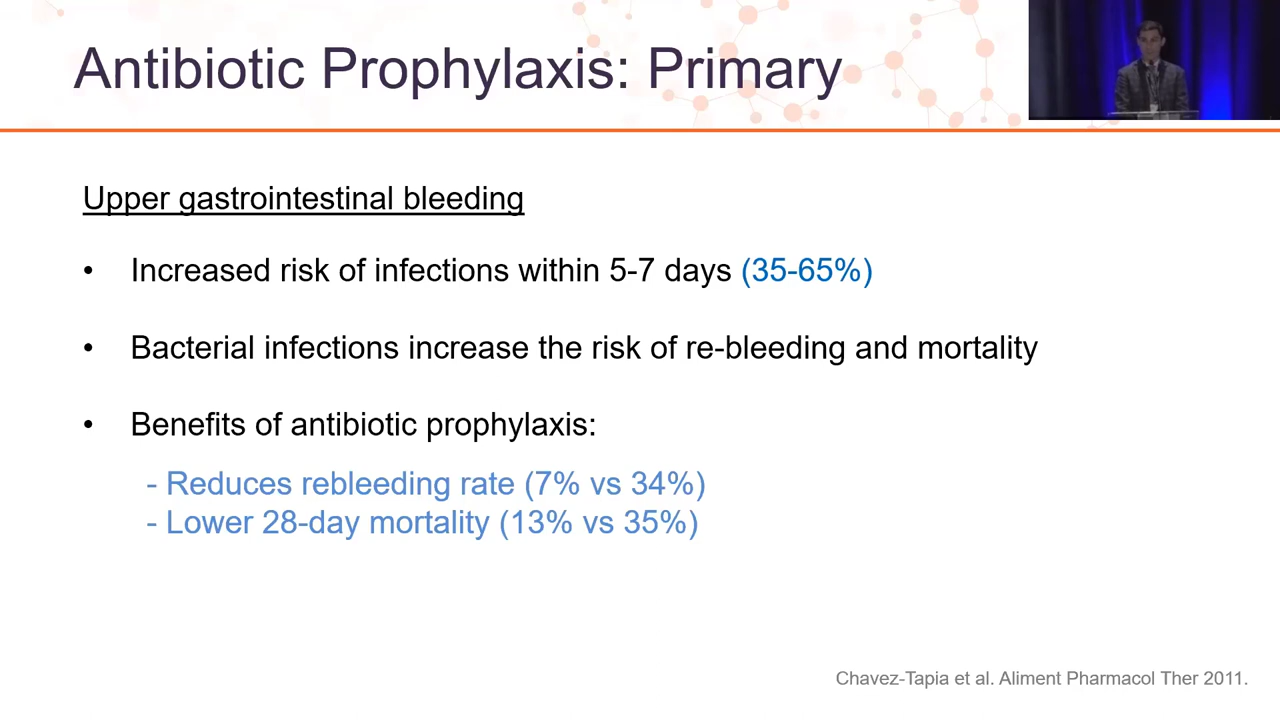 Antibiotic Prophylaxis: Primary
Upper gastrointestinal bleeding
• Increased risk of infections within 5-7 days (35-65%)
• Bacterial infections increase the risk of re-bleeding and mortality
• Benefits of antibiotic prophylaxis:
- Reduces rebleeding rate (7% vs 34%)
- Lower 28-day mortality (13% vs 35%)
Chavez-Tapia et al. Aliment Pharmacol Ther 2011.